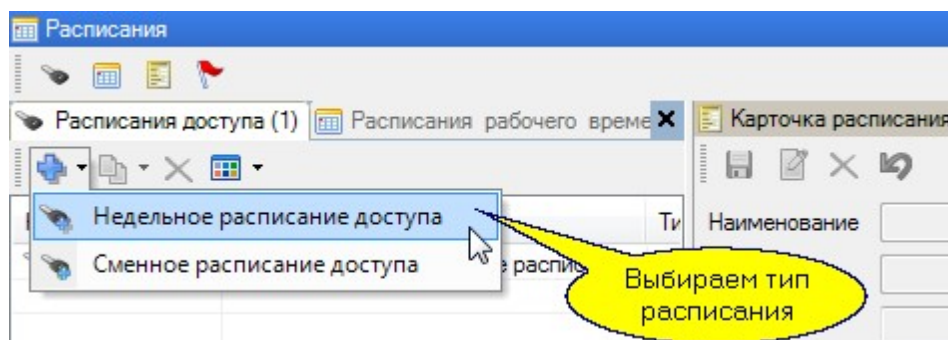 Расписания
Расписания доступа (1) Расписания рабочего време Карточка расписания
Недельное расписание доступа Ти Наименование
Сменное расписание доступа
Выбираем тип
расписания